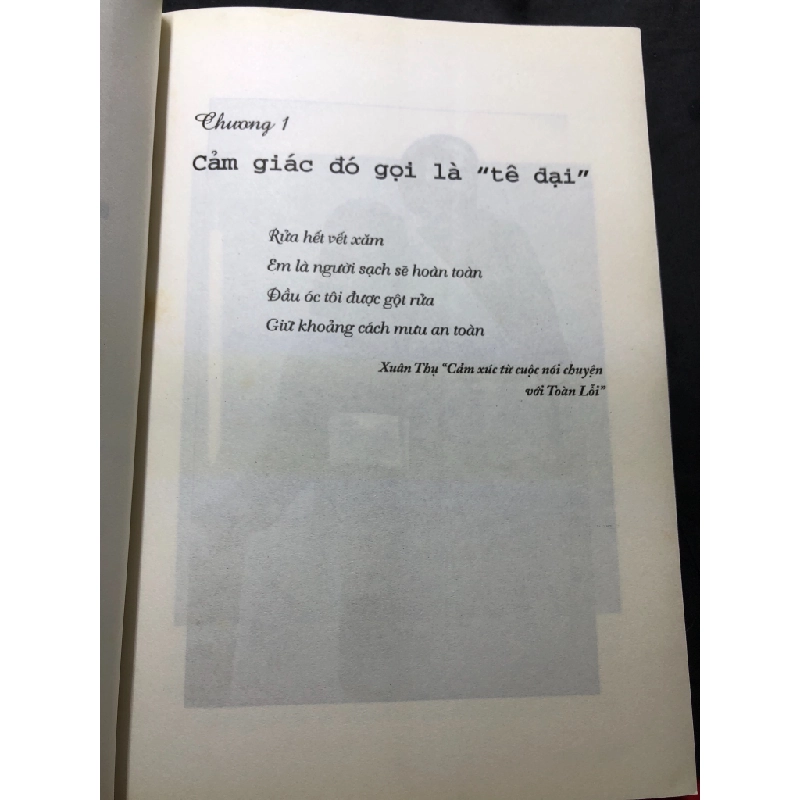 Chương 1
Cảm giác đó gọi là "tê dại"
Rửa hết vết xăm
Em là người sạch sẽ hoàn toàn
Đầu óc tôi được gột rửa
Giữ khoảng cách mưu an toàn
Xuân Thụ "Cảm xúc từ cuộc nói chuyện
với Toàn Lỗi"